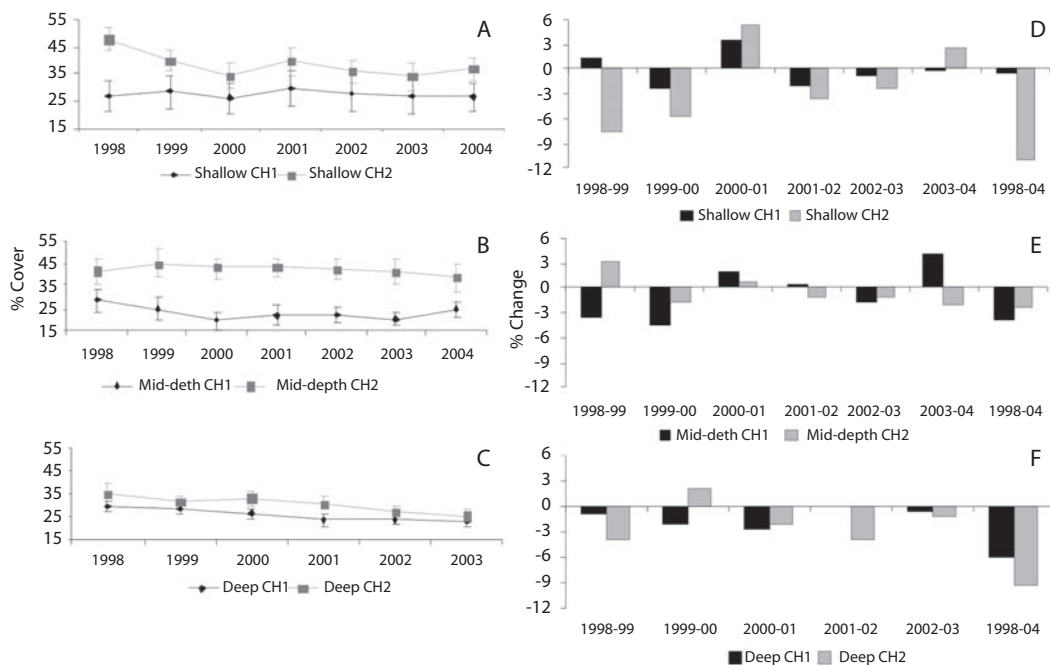 A
55
45
35
25
15
1998 1999 2000 2001 2002 2003 2004
Shallow CH1 Shallow CH2
B
% Cover
55
45
35
25
15
1998 1999 2000 2001 2002 2003 2004
Mid-deth CH1 Mid-depth CH2
C
55
45
35
25
15
1998 1999 2000 2001 2002 2003
Deep CH1 Deep CH2
D
6
3
0
-3
-6
-9
-12
1998-99 1999-00 2000-01 2001-02 2002-03 2003-04 1998-04
Shallow CH1 Shallow CH2
E
% Change
6
3
0
-3
-6
-9
-12
1998-99 1999-00 2000-01 2001-02 2002-03 2003-04 1998-04
Mid-deth CH1 Mid-depth CH2
F
6
3
0
-3
-6
-9
-12
1998-99 1999-00 2000-01 2001-02 2002-03 1998-04
Deep CH1 Deep CH2